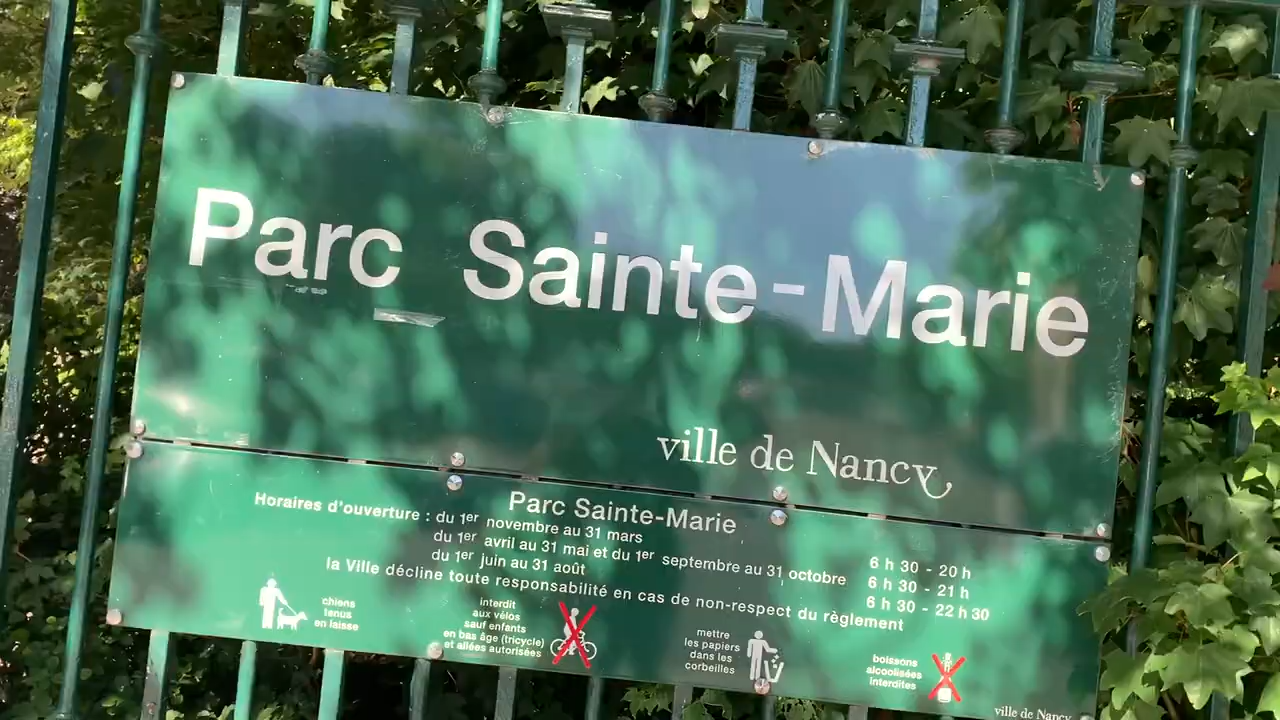 Parc Sainte-Marie
ville de Nancy
Parc Sainte-Marie
Horaires d'ouverture : du 1er novembre au 31 mars 6 h 30 - 20 h
du 1er avril au 31 mai et du 1er septembre au 31 octobre 6 h 30 - 21 h
du 1er juin au 31 août 6 h 30 - 22 h 30
la Ville décline toute responsabilité en cas de non-respect du règlement
chiens
tenus
en laisse
interdit
aux vélos
sauf enfants
en bas âge (tricycle)
et allées autorisées
mettre
les papiers
dans les
corbeilles
boissons
alcoolisées
interdites
ville de Nancy